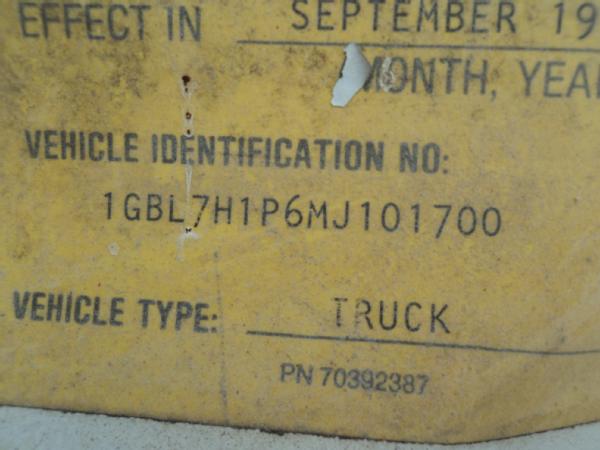 EFFECT IN SEPTEMBER 19
MONTH, YEA
VEHICLE IDENTIFICATION NO:
1GBL7H1P6MJ101700
VEHICLE TYPE: TRUCK
PN 70392387